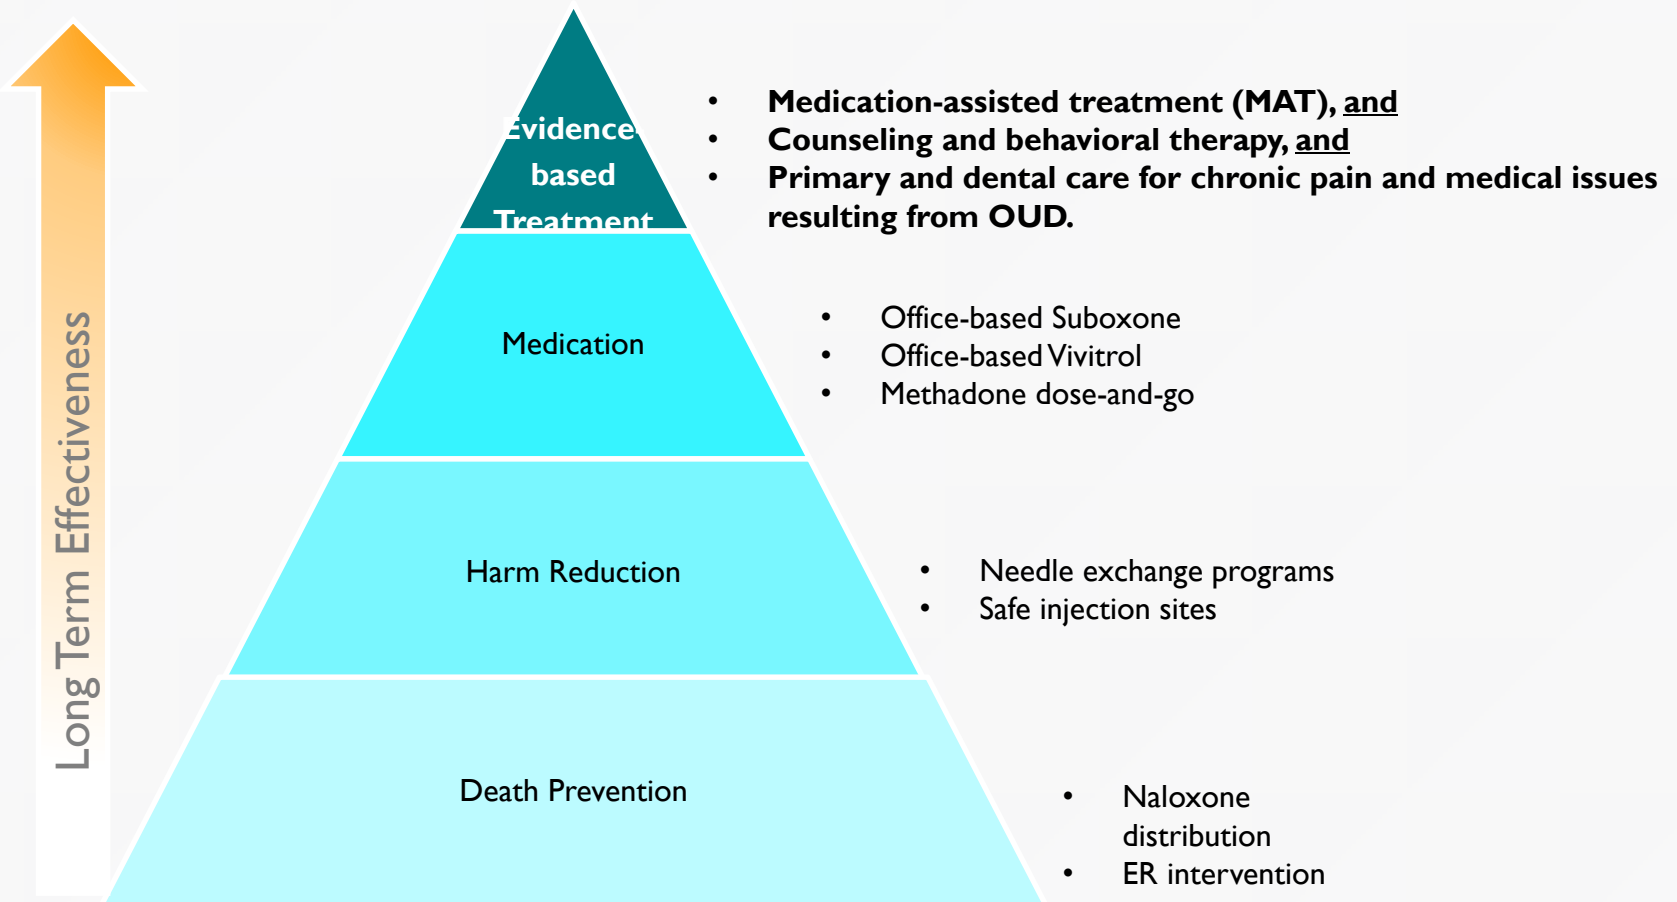 Long Term Effectiveness
Evidence-
based
Treatment
• Medication-assisted treatment (MAT), and
• Counseling and behavioral therapy, and
• Primary and dental care for chronic pain and medical issues
resulting from OUD.
Medication
• Office-based Suboxone
• Office-based Vivitrol
• Methadone dose-and-go
Harm Reduction
• Needle exchange programs
• Safe injection sites
Death Prevention
• Naloxone
distribution
• ER intervention